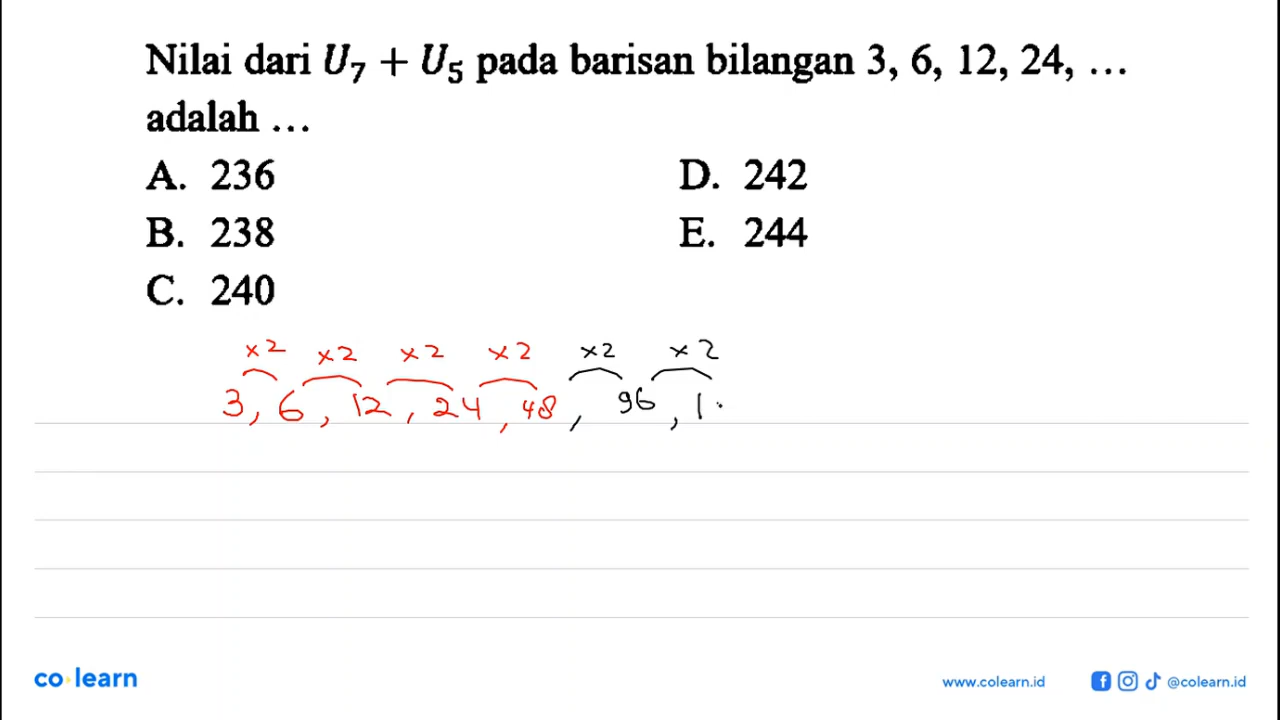 Nilai dari U₇ + U₅ pada barisan bilangan 3, 6, 12, 24, ...
adalah ...
A. 236
D. 242
B. 238
E. 244
C. 240
×2 ×2 ×2 ×2 ×2 ×2
3, 6, 12, 24, 48, 96, 1
co·learn
www.colearn.id
@colearn.id